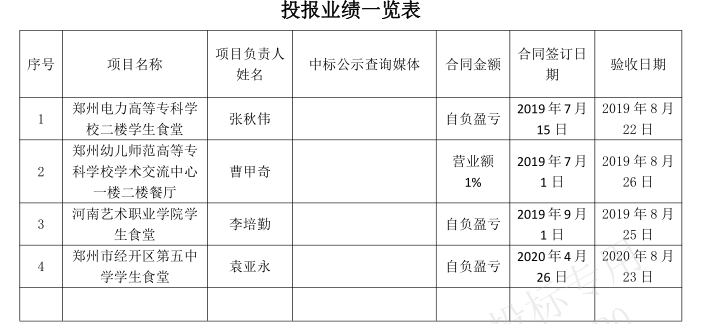 投报业绩一览表
序号 项目名称 项目负责人姓名 中标公示查询媒体 合同金额 合同签订日期 验收日期
1 郑州电力高等专科学校二楼学生食堂 张秋伟 自负盈亏 2019年7月15日 2019年8月22日
2 郑州幼儿师范高等专科学校学术交流中心一楼二楼餐厅 曹甲奇 营业额1% 2019年7月1日 2019年8月26日
3 河南艺术职业学院学生食堂 李培勤 自负盈亏 2019年9月1日 2019年8月25日
4 郑州市经开区第五中学学生食堂 袁亚永 自负盈亏 2020年4月26日 2020年8月23日
投标专用